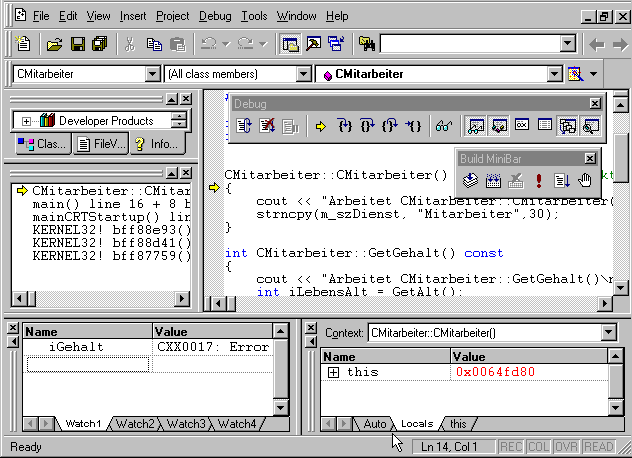 File Edit View Insert Project Debug Tools Window Help
CMitarbeiter (All class members) CMitarbeiter
Developer Products
Clas... FileV... Info...
Debug
Build MiniBar
CMitarbeiter::CMitar
main() line 16 + 8 b
mainCRTStartup() lin
KERNEL32! bff88e93()
KERNEL32! bff88d41()
KERNEL32! bff87759()
CMitarbeiter::CMitarbeiter()
{
cout << "Arbeitet CMitarbeiter::CMitarbeiter(
strncpy(m_szDienst, "Mitarbeiter",30);
}
int CMitarbeiter::GetGehalt() const
{
cout << "Arbeitet CMitarbeiter::GetGehalt()\n
int iLebensAlt = GetAlt();
Name Value
iGehalt CXX0017: Error
Watch1 Watch2 Watch3 Watch4
Context: CMitarbeiter::CMitarbeiter()
Name Value
this 0x0064fd80
Auto Locals this
Ready Ln 14, Col 1 REC COL OVR READ